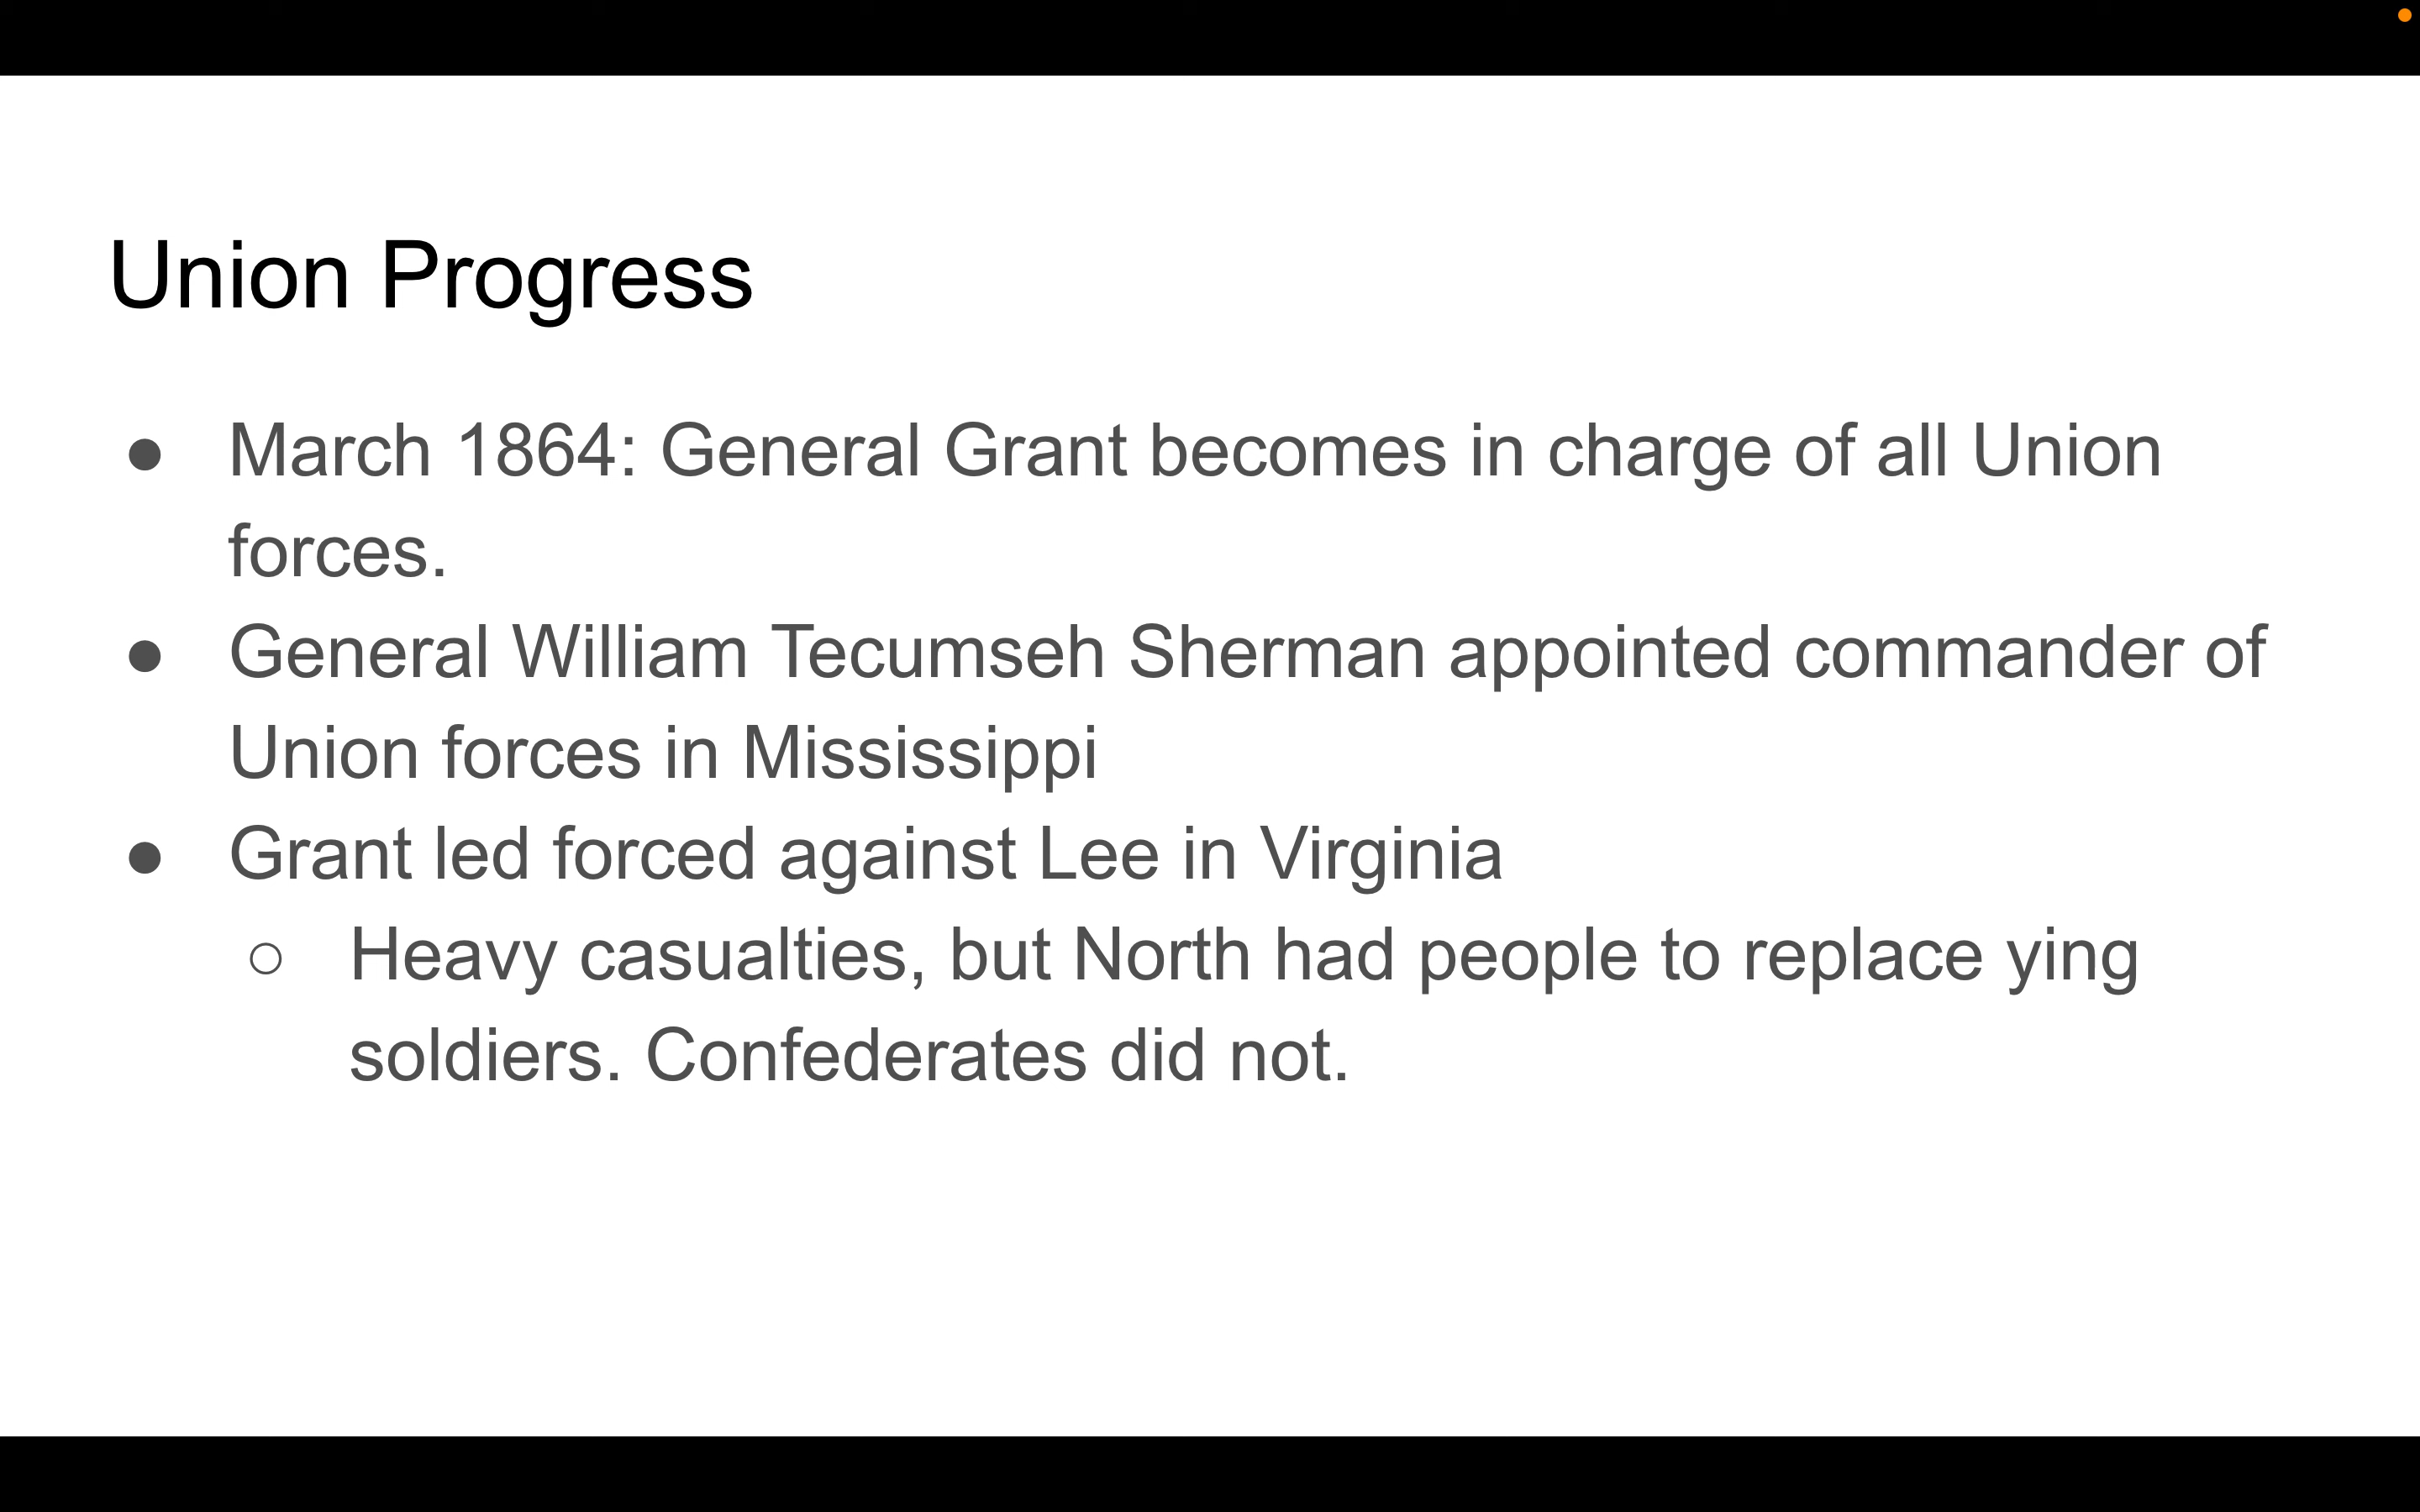 Union Progress
● March 1864: General Grant becomes in charge of all Union
forces.
● General William Tecumseh Sherman appointed commander of
Union forces in Mississippi
● Grant led forced against Lee in Virginia
○ Heavy casualties, but North had people to replace ying
soldiers. Confederates did not.